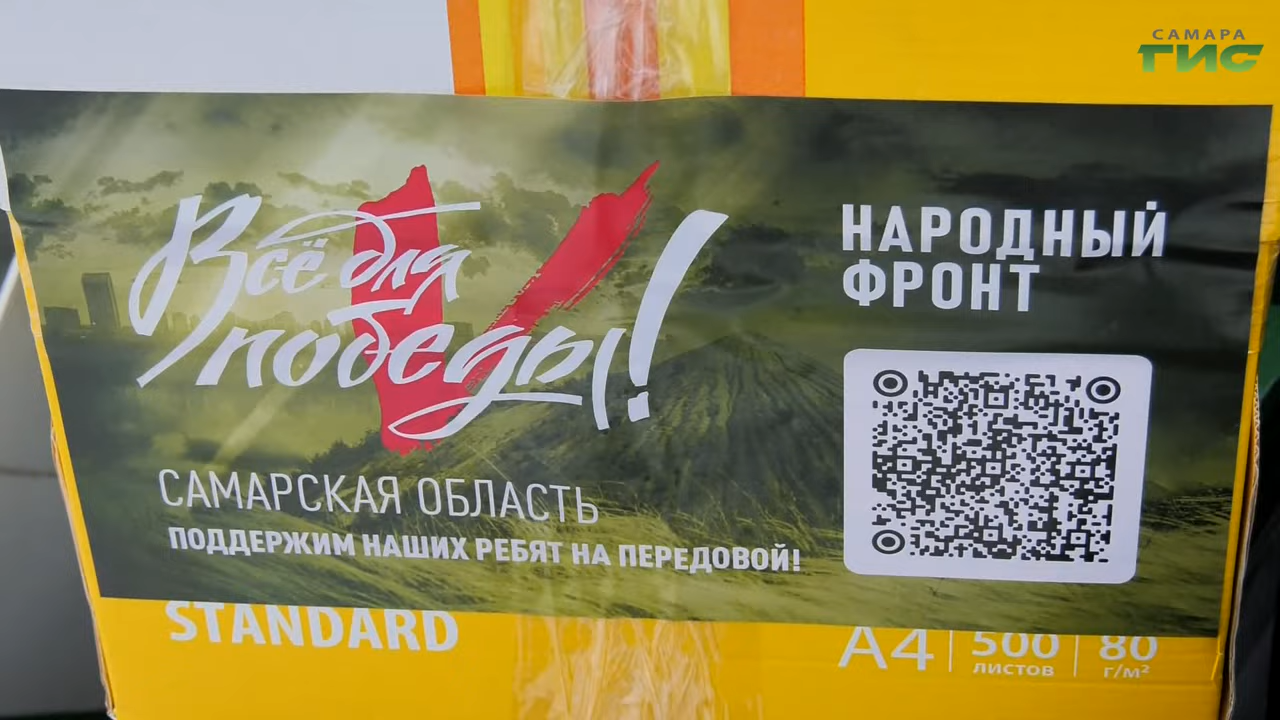 САМАРА
ГИС
Всё для
победы!
НАРОДНЫЙ
ФРОНТ
САМАРСКАЯ ОБЛАСТЬ
ПОДДЕРЖИМ НАШИХ РЕБЯТ НА ПЕРЕДОВОЙ!
STANDARD
A4 500 80
ЛИСТОВ г/м²